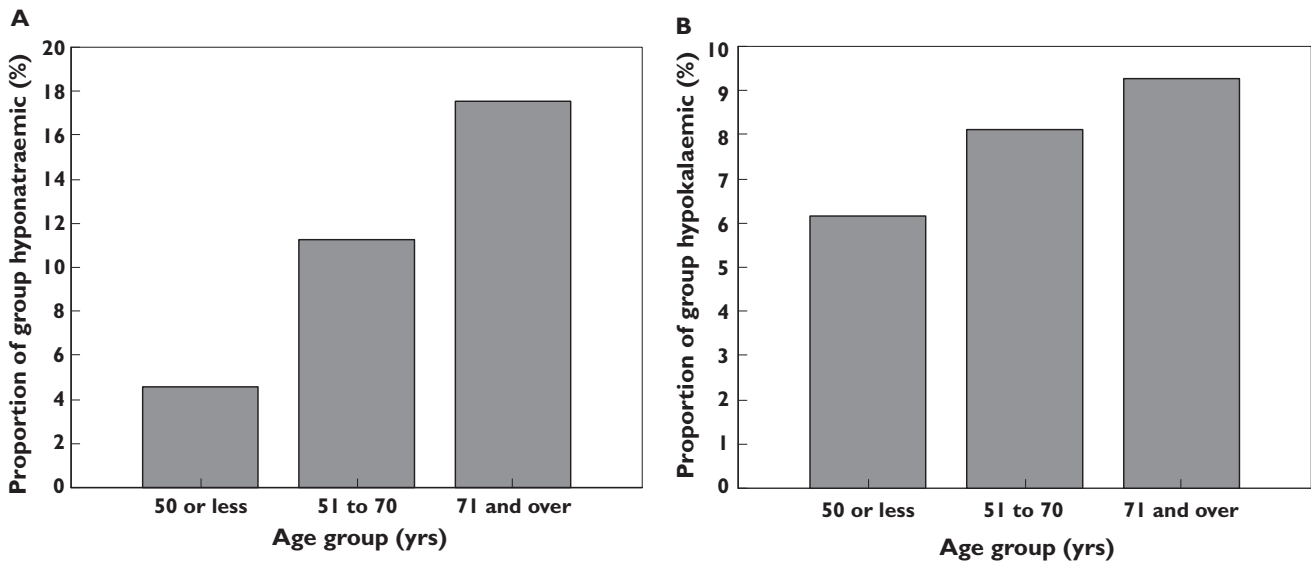 A
Proportion of group hyponatraemic (%)
20
18
16
14
12
10
8
6
4
2
0
50 or less
51 to 70
71 and over
Age group (yrs)
B
Proportion of group hypokalaemic (%)
10
9
8
7
6
5
4
3
2
1
0
50 or less
51 to 70
71 and over
Age group (yrs)